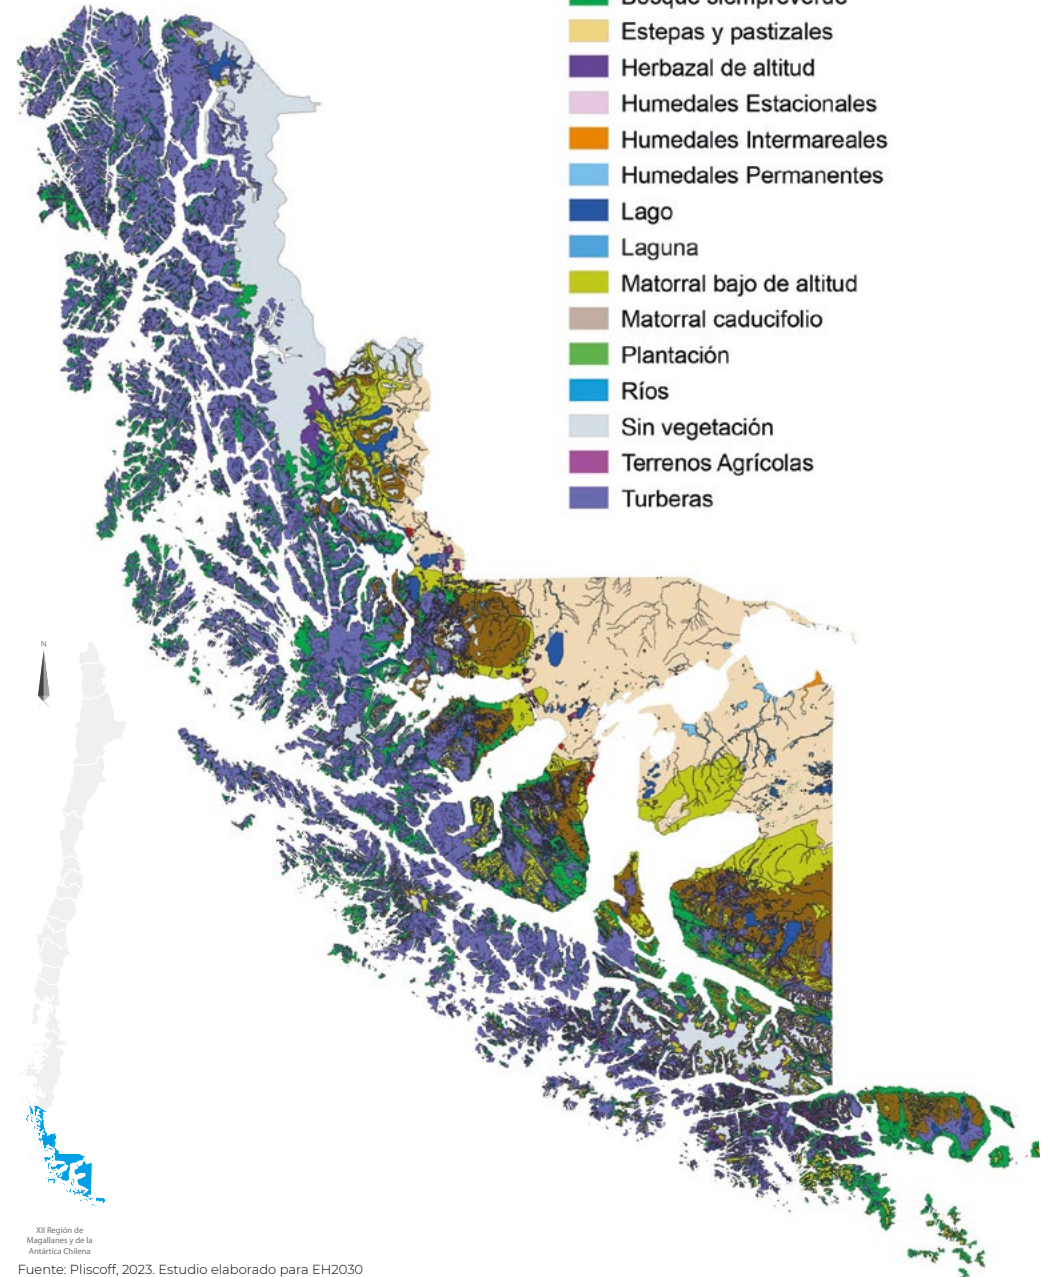 Bosque siempreverde
Estepas y pastizales
Herbazal de altitud
Humedales Estacionales
Humedales Intermareales
Humedales Permanentes
Lago
Laguna
Matorral bajo de altitud
Matorral caducifolio
Plantación
Ríos
Sin vegetación
Terrenos Agrícolas
Turberas
N
XII Región de
Magallanes y de la
Antártica Chilena
Fuente: Pliscoff, 2023. Estudio elaborado para EH2030